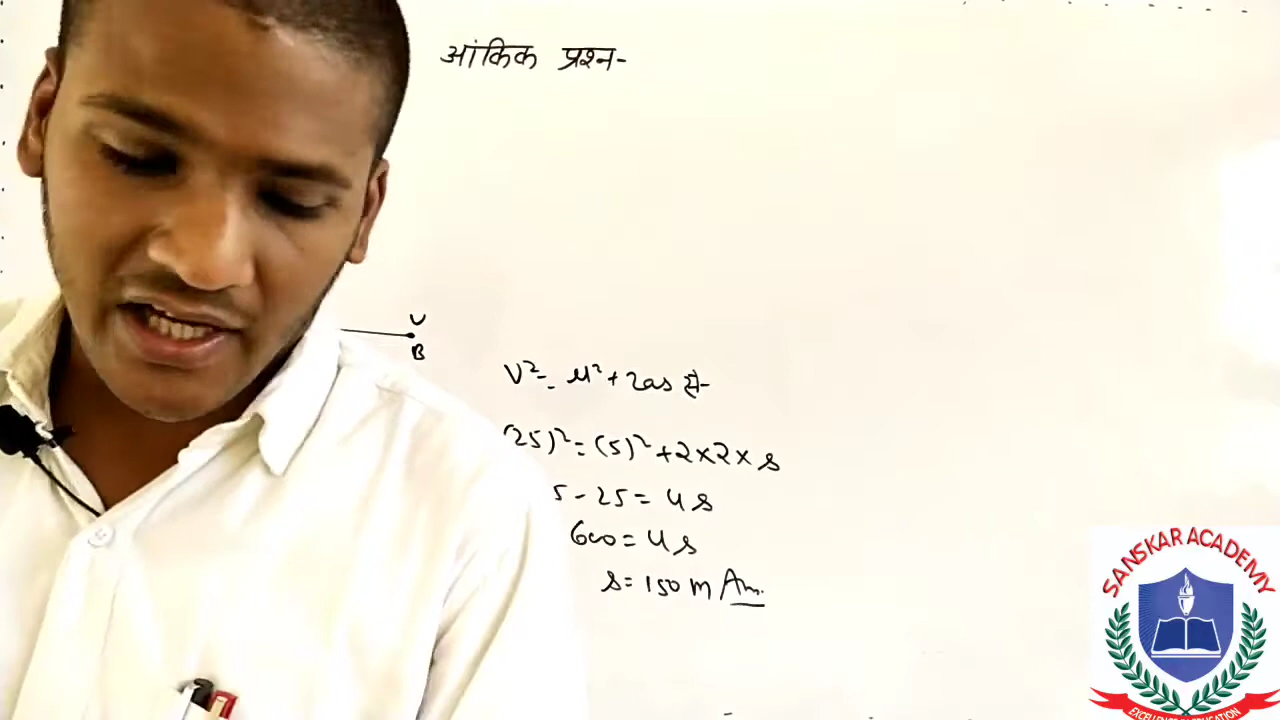 आंकिक प्रश्न-
v
B
v² = u² + 2as से-
(25)² = (5)² + 2×2× s
5 - 25 = 4s
600 = 4s
s = 150 m Ans.
SANSKAR ACADEMY